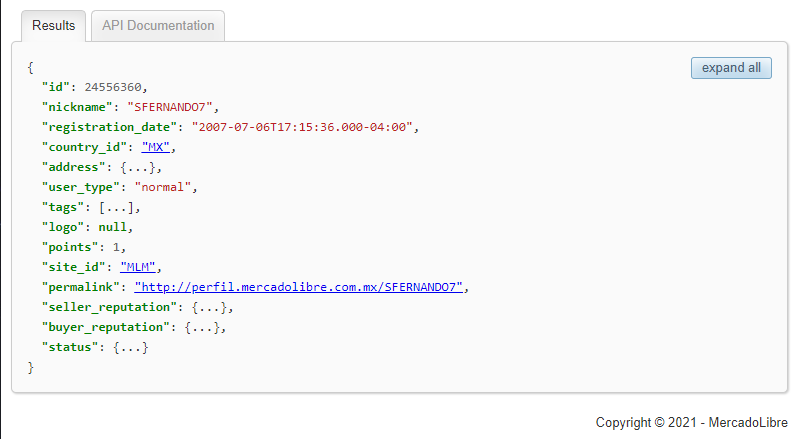 Results
API Documentation
expand all
{
"id": 24556360,
"nickname": "SFERNANDO7",
"registration_date": "2007-07-06T17:15:36.000-04:00",
"country_id": "MX",
"address": {...},
"user_type": "normal",
"tags": [...],
"logo": null,
"points": 1,
"site_id": "MLM",
"permalink": "http://perfil.mercadolibre.com.mx/SFERNANDO7",
"seller_reputation": {...},
"buyer_reputation": {...},
"status": {...}
}
Copyright © 2021 - MercadoLibre